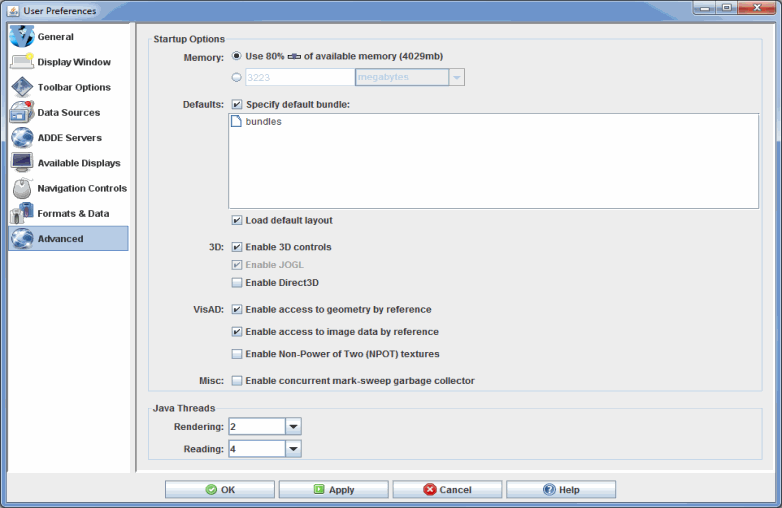 User Preferences
General
Display Window
Toolbar Options
Data Sources
ADDE Servers
Available Displays
Navigation Controls
Formats & Data
Advanced
Startup Options
Memory: Use 80% of available memory (4029mb)
3223 megabytes
Defaults: Specify default bundle:
bundles
Load default layout
3D: Enable 3D controls
Enable JOGL
Enable Direct3D
VisAD: Enable access to geometry by reference
Enable access to image data by reference
Enable Non-Power of Two (NPOT) textures
Misc: Enable concurrent mark-sweep garbage collector
Java Threads
Rendering: 2
Reading: 4
OK Apply Cancel Help